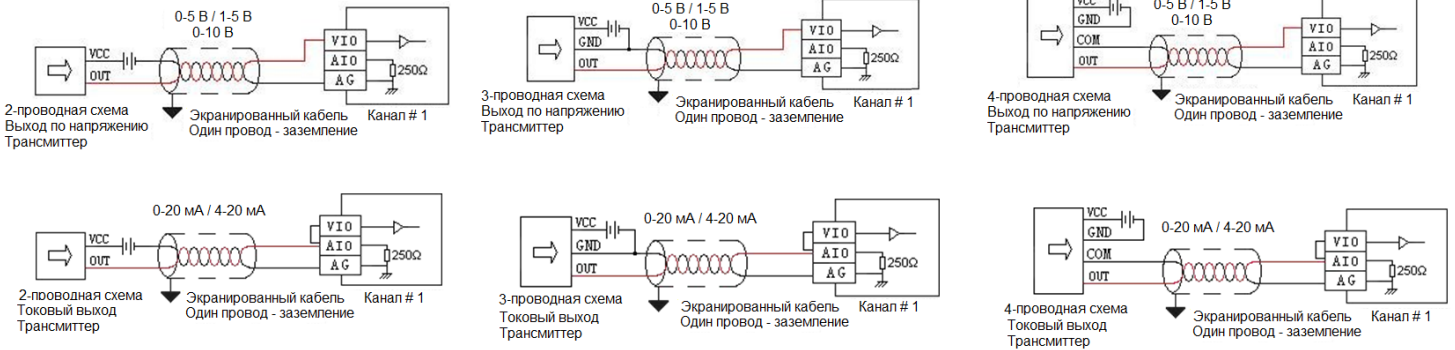 0-5 В / 1-5 В
0-10 В
VCC
OUT
VI0
AI0
AG
250Ω
2-проводная схема
Выход по напряжению
Трансмиттер
Экранированный кабель
Один провод - заземление
Канал # 1
0-5 В / 1-5 В
0-10 В
VCC
GND
OUT
VI0
AI0
AG
250Ω
3-проводная схема
Выход по напряжению
Трансмиттер
Экранированный кабель
Один провод - заземление
Канал # 1
0-5 В / 1-5 В
0-10 В
VCC
GND
COM
OUT
VI0
AI0
AG
250Ω
4-проводная схема
Выход по напряжению
Трансмиттер
Экранированный кабель
Один провод - заземление
Канал # 1
0-20 мА / 4-20 мА
VCC
OUT
VI0
AI0
AG
250Ω
2-проводная схема
Токовый выход
Трансмиттер
Экранированный кабель
Один провод - заземление
Канал # 1
0-20 мА / 4-20 мА
VCC
GND
OUT
VI0
AI0
AG
250Ω
3-проводная схема
Токовый выход
Трансмиттер
Экранированный кабель
Один провод - заземление
Канал # 1
0-20 мА / 4-20 мА
VCC
GND
COM
OUT
VI0
AI0
AG
250Ω
4-проводная схема
Токовый выход
Трансмиттер
Экранированный кабель
Один провод - заземление
Канал # 1